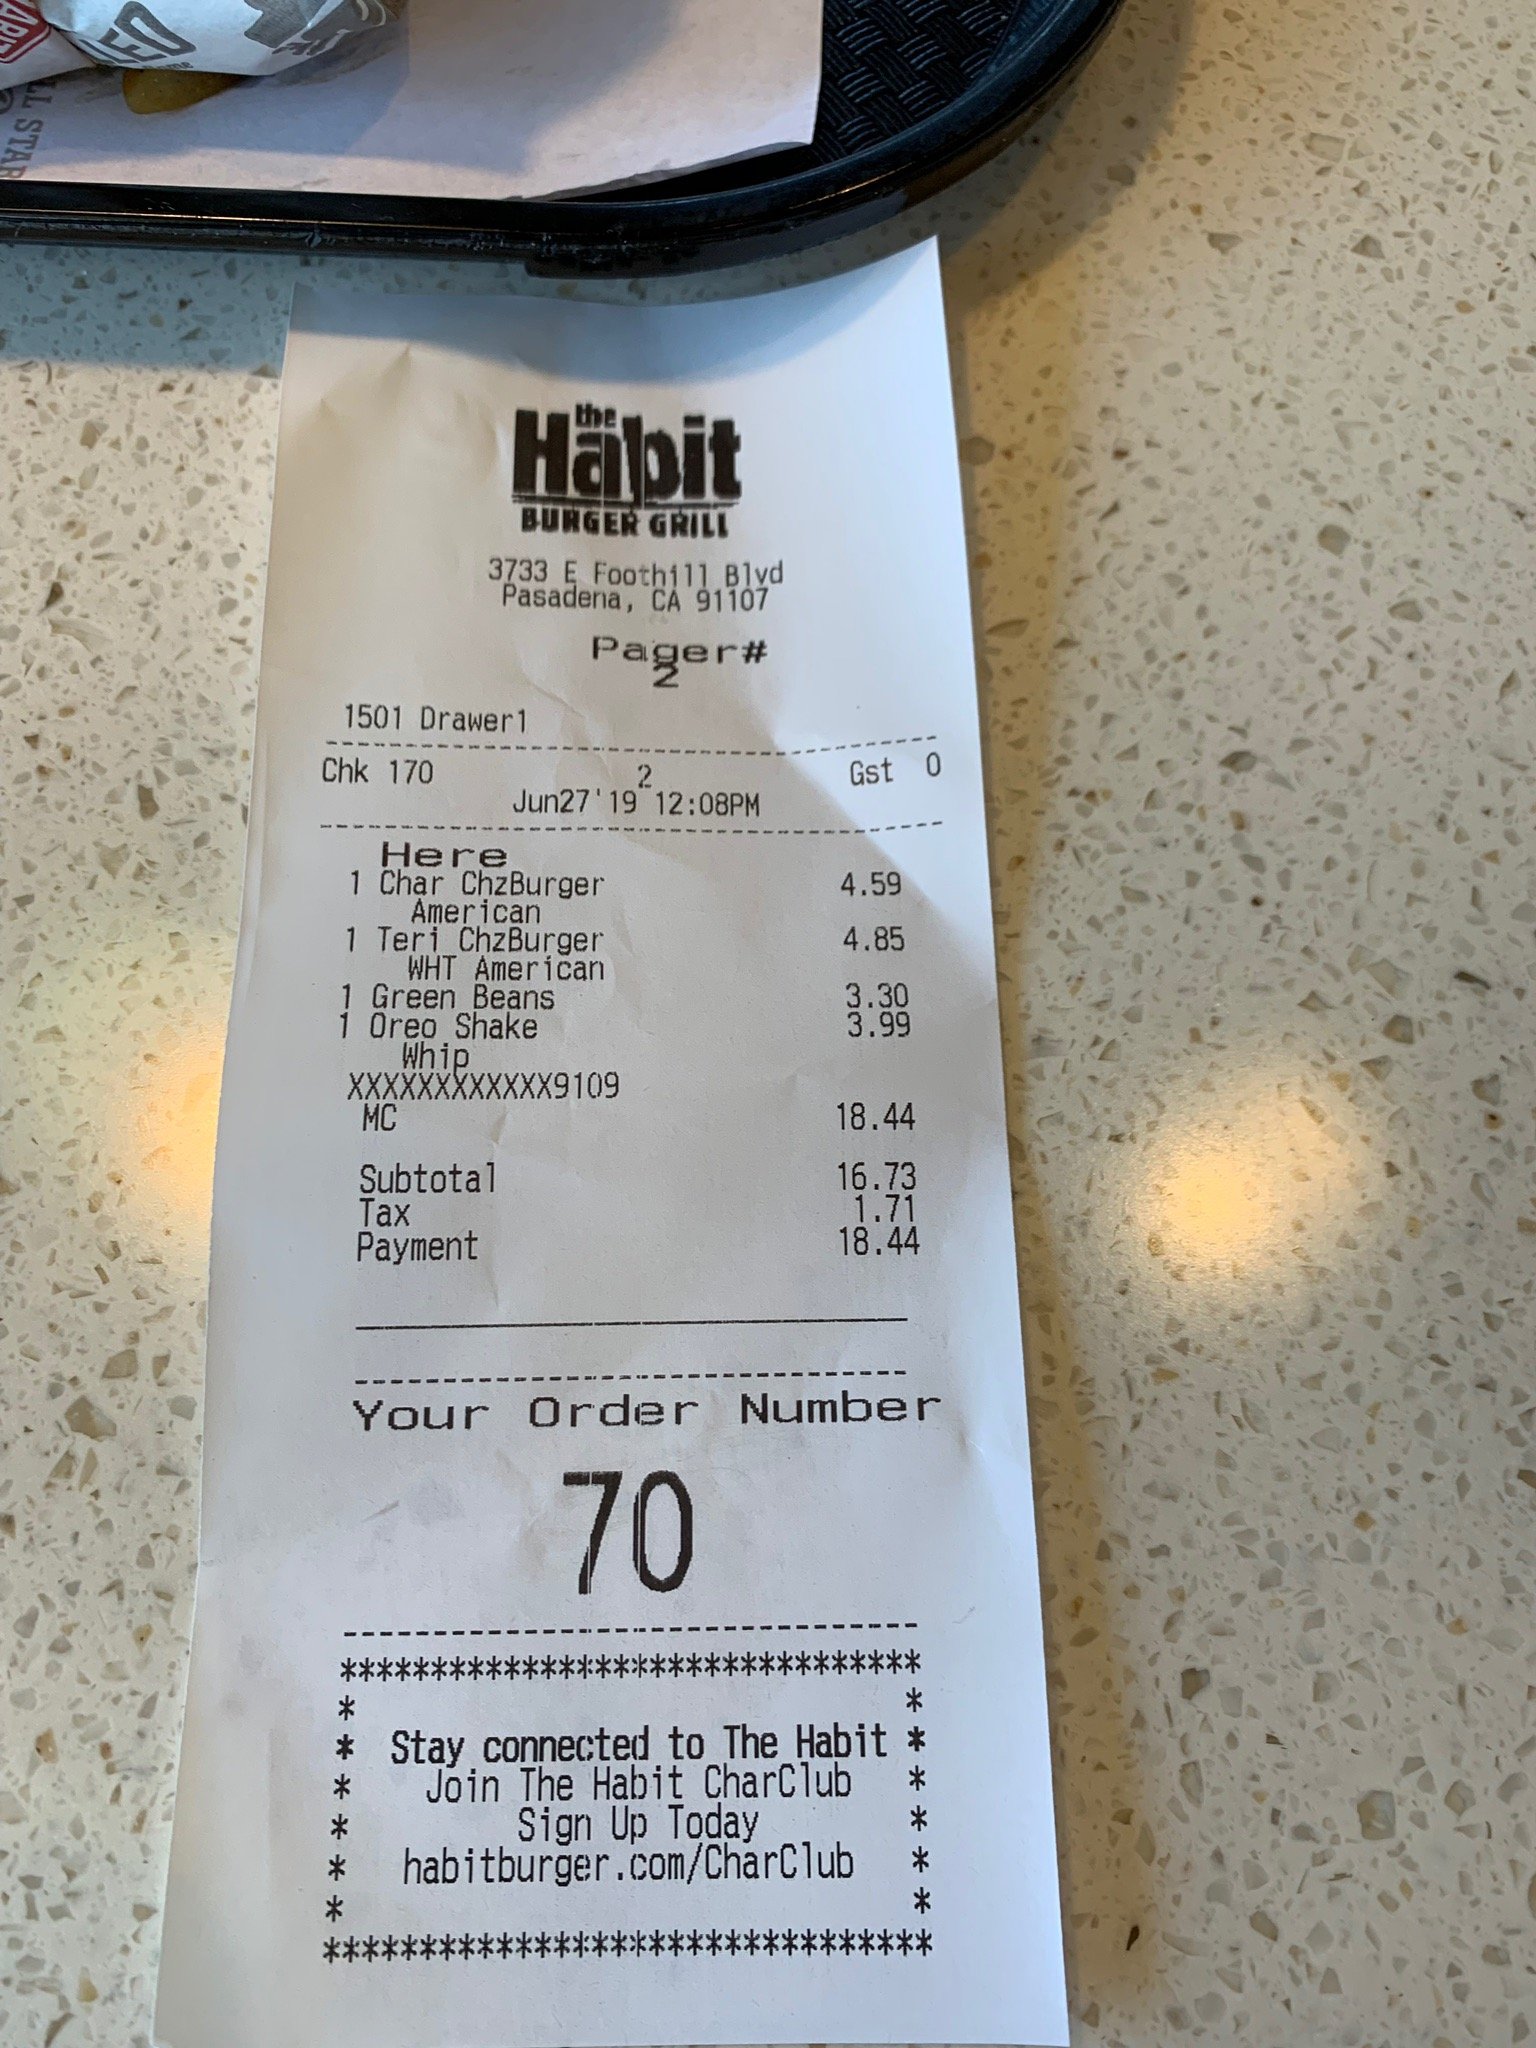 LED
LL STAR
the
Habit
BURGER GRILL
3733 E Foothill Blvd
Pasadena, CA 91107
Pager#
2
1501 Drawer1
Chk 170 2 Gst 0
Jun27'19 12:08PM
Here
1 Char ChzBurger 4.59
American
1 Teri ChzBurger 4.85
WHT American
1 Green Beans 3.30
1 Oreo Shake 3.99
Whip
XXXXXXXXXXXX9109
MC 18.44
Subtotal 16.73
Tax 1.71
Payment 18.44
Your Order Number
70
*********************************
* *
* Stay connected to The Habit *
* Join The Habit CharClub *
* Sign Up Today *
* habitburger.com/CharClub *
* *
*********************************